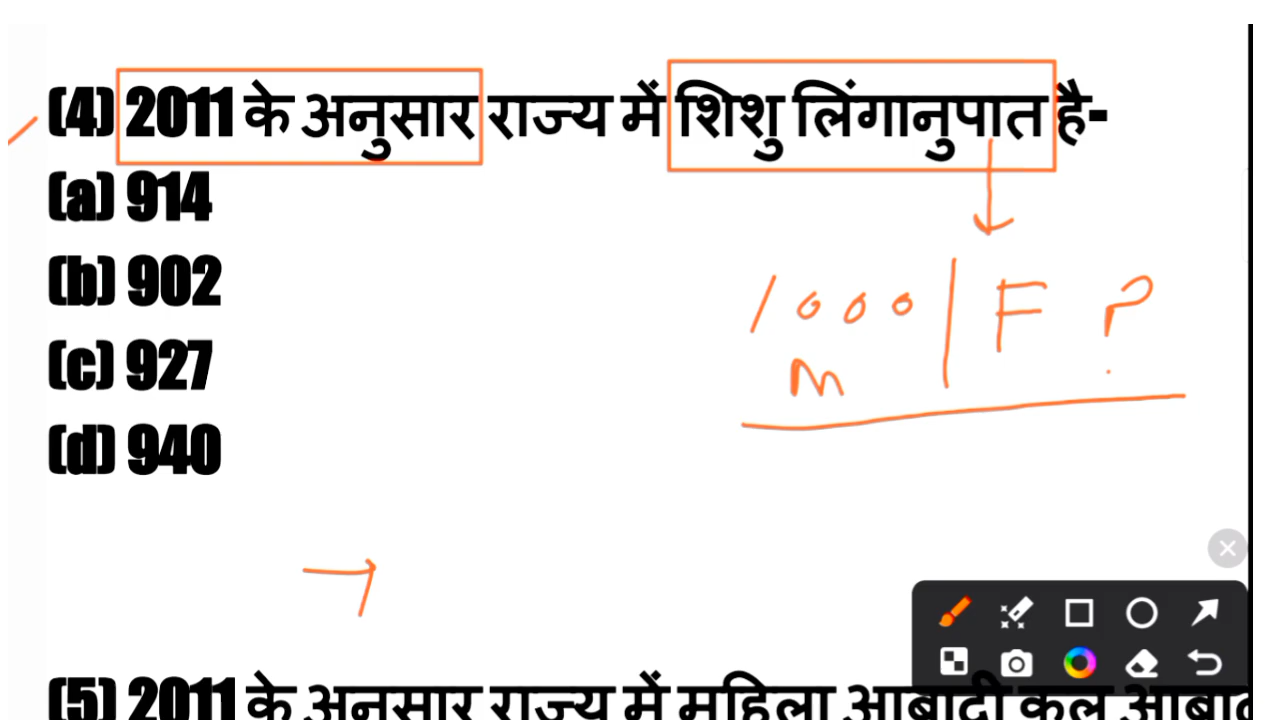 (4) 2011 के अनुसार राज्य में शिशु लिंगानुपात है-
(a) 914
(b) 902
(c) 927
(d) 940
1000 | F ?
m
(5) 2011 के अनुसार राज्य में महिला आबादी कुल